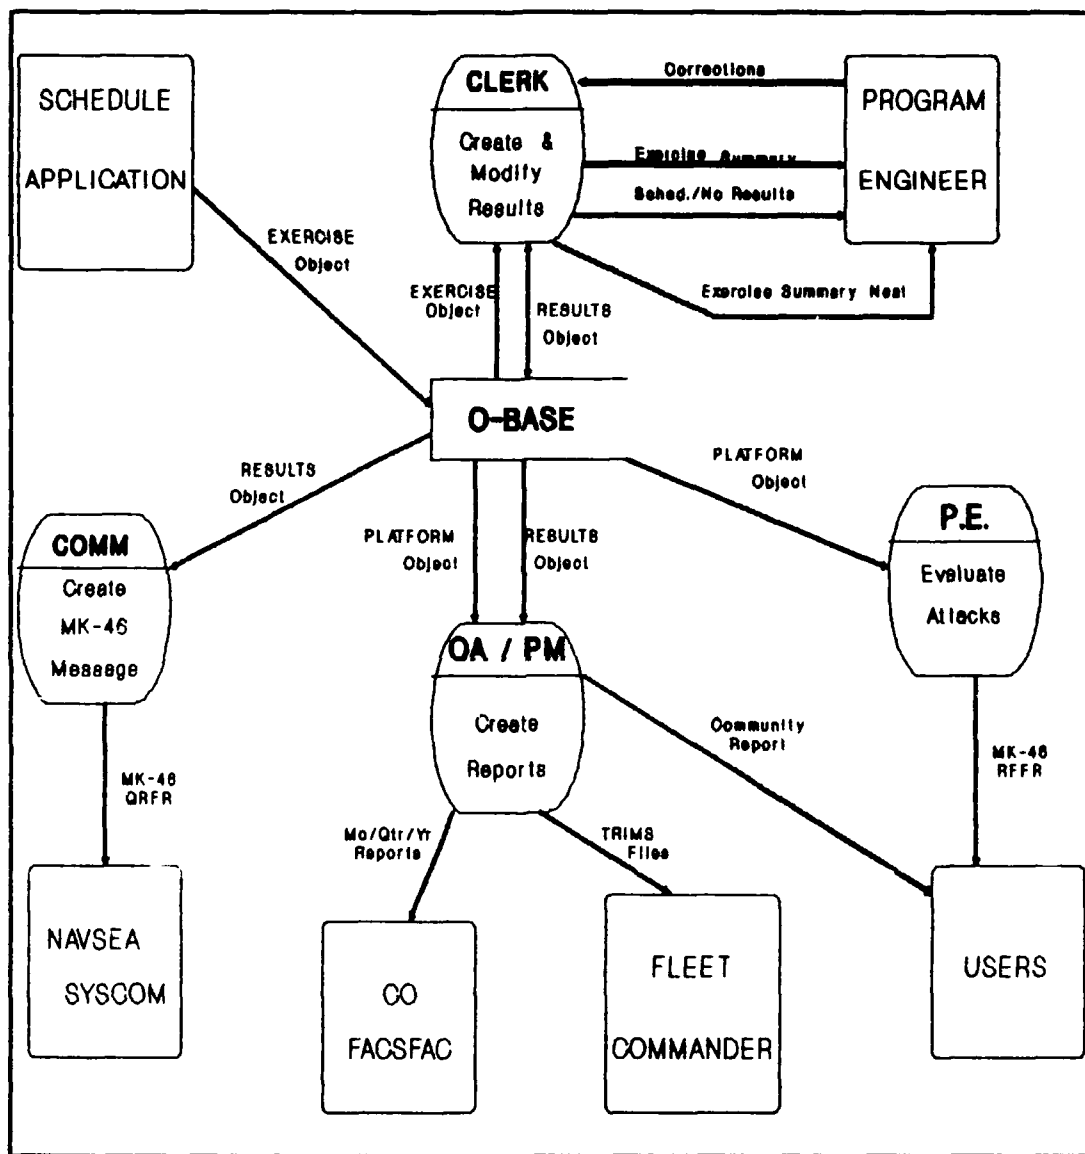 SCHEDULE
APPLICATION
CLERK
Create &
Modify
Results
Corrections
Exercise Summary
Sched./No Results
Exercise Summary Neat
PROGRAM
ENGINEER
EXERCISE
Object
EXERCISE
Object
RESULTS
Object
O-BASE
RESULTS
Object
PLATFORM
Object
RESULTS
Object
PLATFORM
Object
COMM
Create
MK-46
Message
QA / PM
Create
Reports
P.E.
Evaluate
Attacks
MK-46
QRFR
Mo/Qtr/Yr
Reports
TRIMS
Files
Community
Report
MK-46
RFFR
NAVSEA
SYSCOM
CO
FACSFAC
FLEET
COMMANDER
USERS